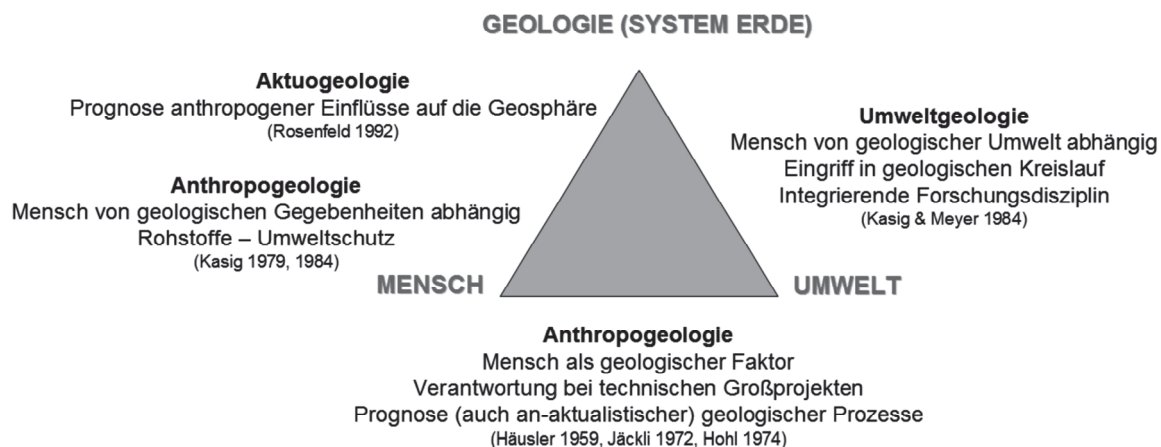 GEOLOGIE (SYSTEM ERDE)
Aktuogeologie
Prognose anthropogener Einflüsse auf die Geosphäre
(Rosenfeld 1992)
Anthropogeologie
Mensch von geologischen Gegebenheiten abhängig
Rohstoffe – Umweltschutz
(Kasig 1979, 1984)
Umweltgeologie
Mensch von geologischer Umwelt abhängig
Eingriff in geologischen Kreislauf
Integrierende Forschungsdisziplin
(Kasig & Meyer 1984)
MENSCH
UMWELT
Anthropogeologie
Mensch als geologischer Faktor
Verantwortung bei technischen Großprojekten
Prognose (auch an-aktualistischer) geologischer Prozesse
(Häusler 1959, Jäckli 1972, Hohl 1974)